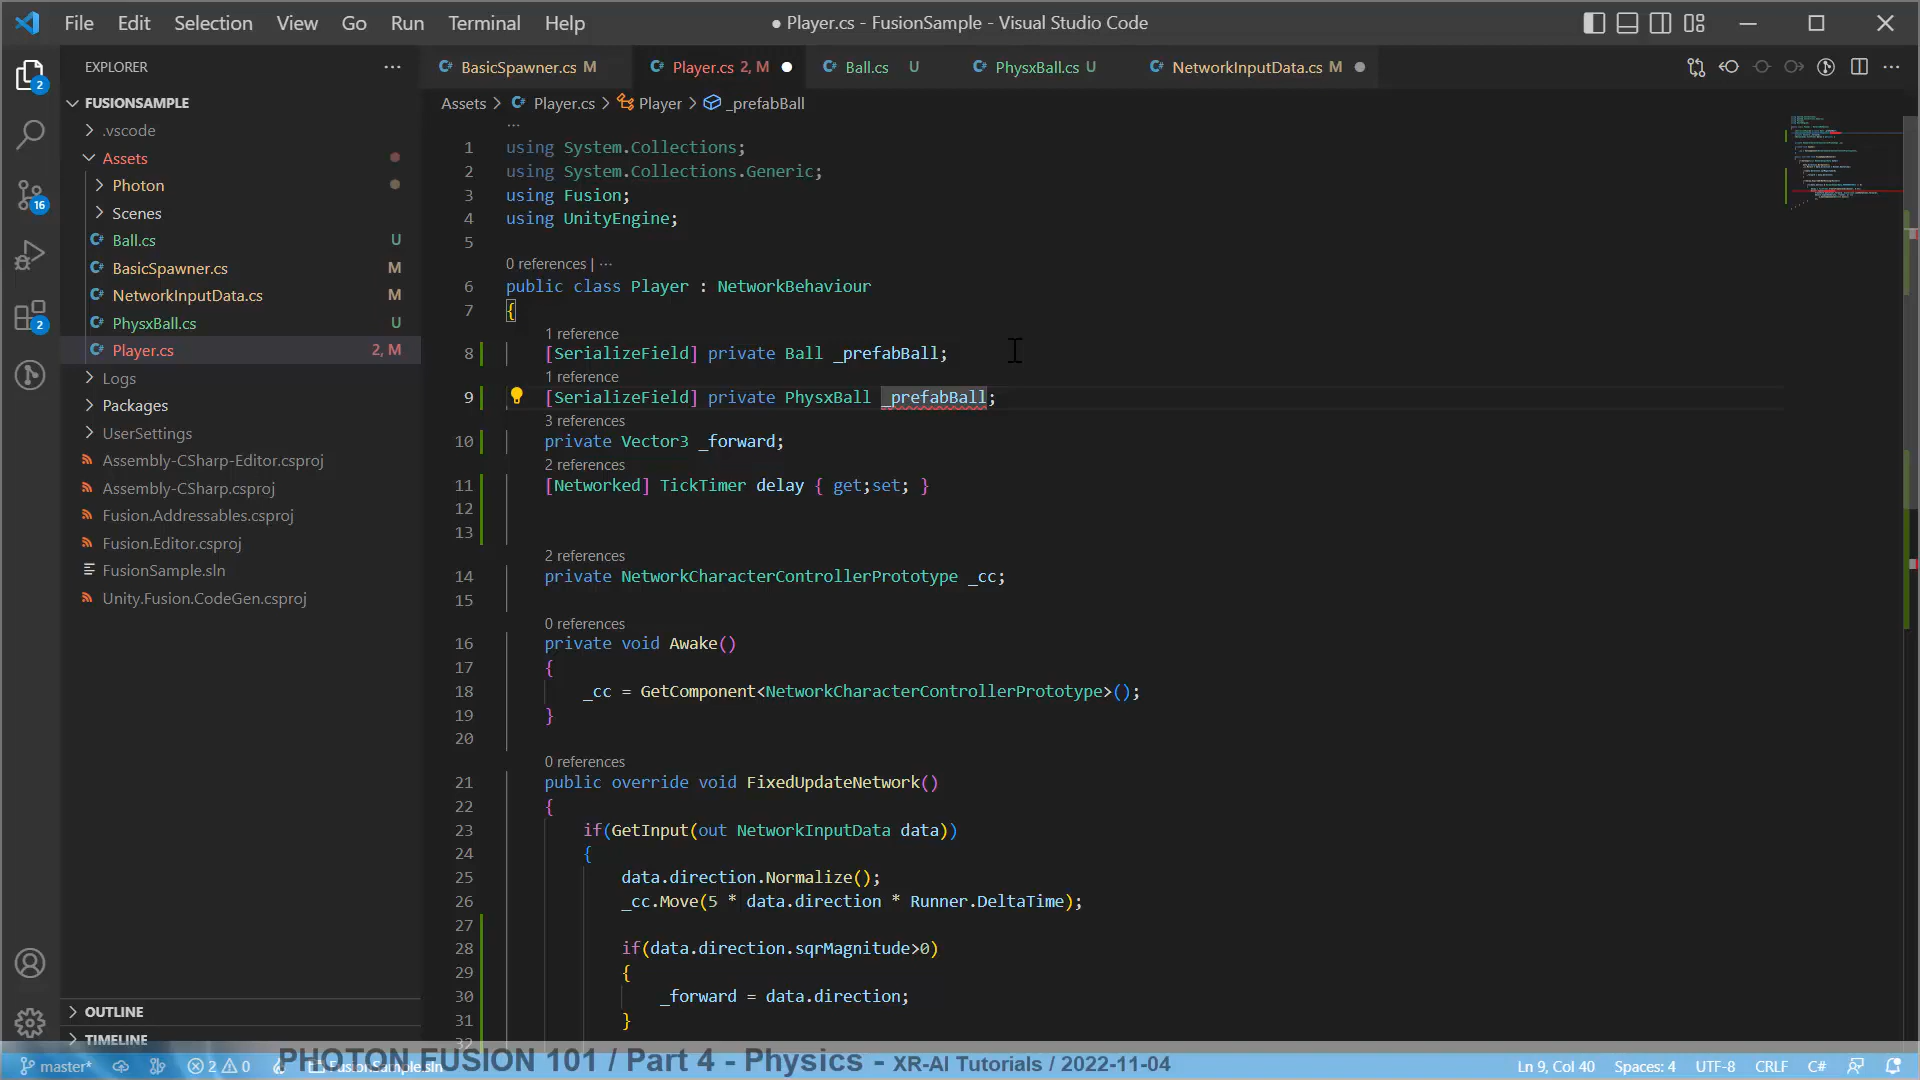 File Edit Selection View Go Run Terminal Help
● Player.cs - FusionSample - Visual Studio Code
EXPLORER
BasicSpawner.cs M
Player.cs 2, M
Ball.cs U
PhysxBall.cs U
NetworkInputData.cs M
Assets > Player.cs > Player > _prefabBall
FUSIONSAMPLE
.vscode
Assets
Photon
Scenes
Ball.cs U
BasicSpawner.cs M
NetworkInputData.cs M
PhysxBall.cs U
Player.cs 2, M
Logs
Packages
UserSettings
Assembly-CSharp-Editor.csproj
Assembly-CSharp.csproj
Fusion.Addressables.csproj
Fusion.Editor.csproj
FusionSample.sln
Unity.Fusion.CodeGen.csproj
OUTLINE
TIMELINE
2
16
2
1 using System.Collections;
2 using System.Collections.Generic;
3 using Fusion;
4 using UnityEngine;
5
0 references | ...
6 public class Player : NetworkBehaviour
7 {
1 reference
8 [SerializeField] private Ball _prefabBall;
1 reference
9 [SerializeField] private PhysxBall _prefabBall;
3 references
10 private Vector3 _forward;
2 references
11 [Networked] TickTimer delay { get;set; }
12
13
2 references
14 private NetworkCharacterControllerPrototype _cc;
15
0 references
16 private void Awake()
17 {
18 _cc = GetComponent<NetworkCharacterControllerPrototype>();
19 }
20
0 references
21 public override void FixedUpdateNetwork()
22 {
23 if(GetInput(out NetworkInputData data))
24 {
25 data.direction.Normalize();
26 _cc.Move(5 * data.direction * Runner.DeltaTime);
27
28 if(data.direction.sqrMagnitude>0)
29 {
30 _forward = data.direction;
31 }
32
master* 2 0 FusionSample.sln
PHOTON FUSION 101 / Part 4 - Physics - XR-AI Tutorials / 2022-11-04
Ln 9, Col 40 Spaces: 4 UTF-8 CRLF C#